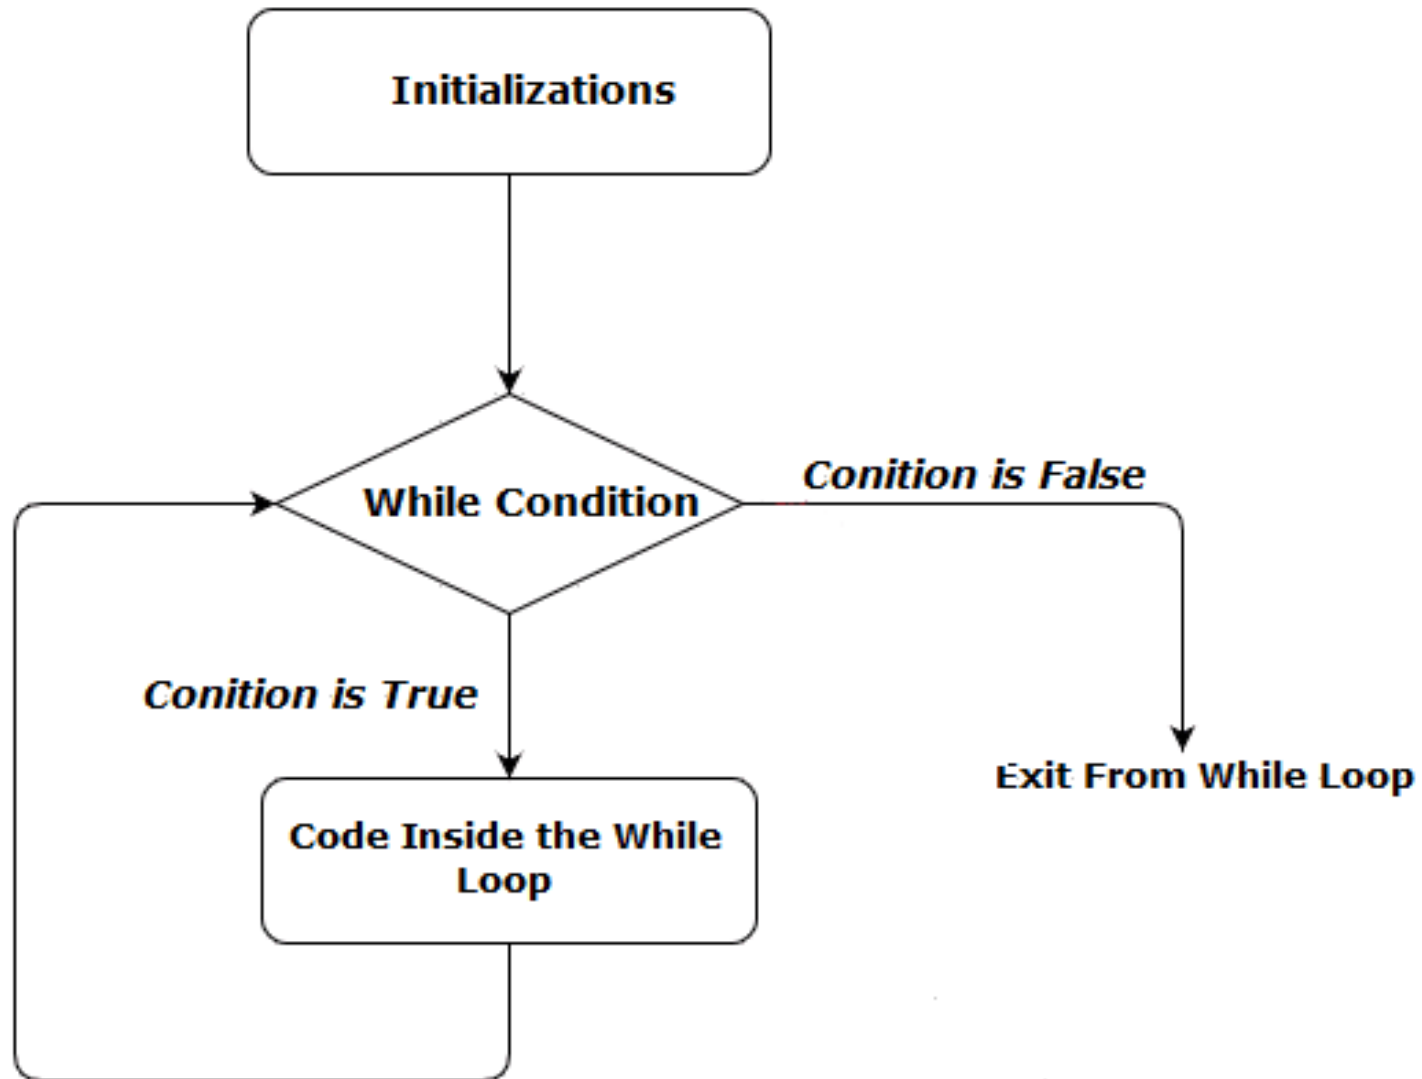 Initializations
While Condition
Conition is False
Conition is True
Exit From While Loop
Code Inside the While
Loop